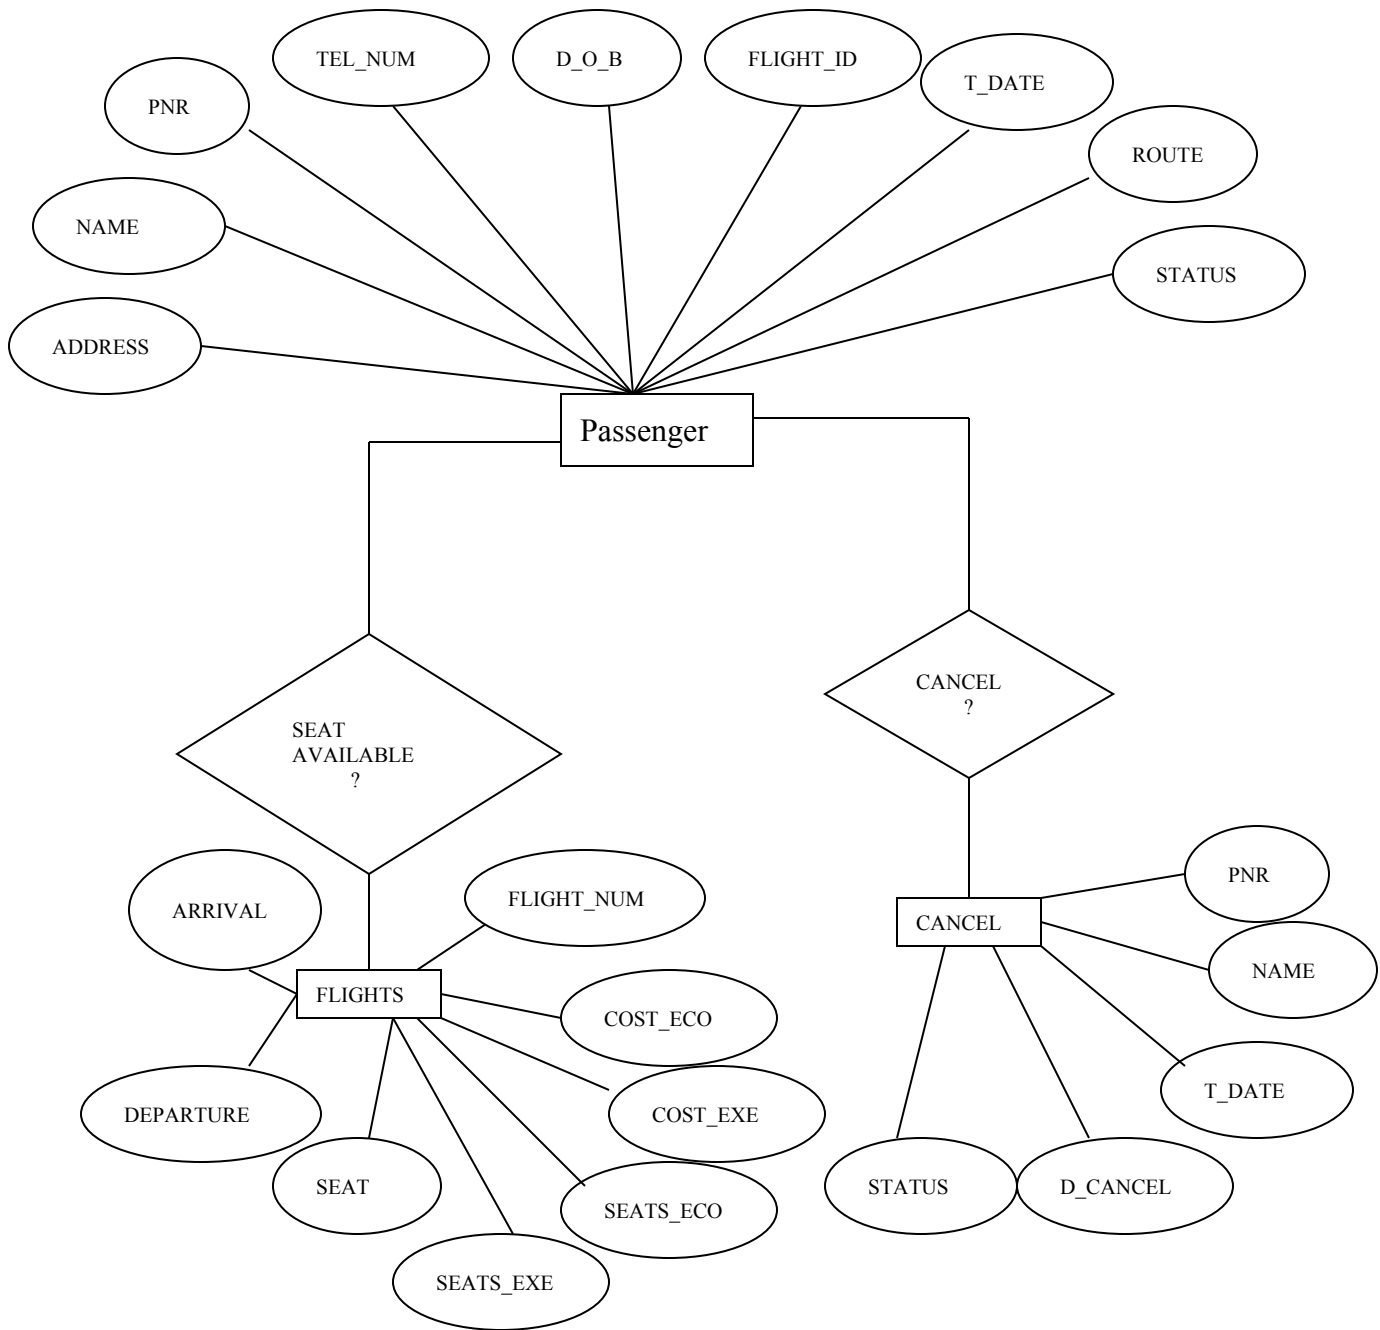 TEL_NUM
D_O_B
FLIGHT_ID
T_DATE
PNR
ROUTE
NAME
STATUS
ADDRESS
Passenger
CANCEL
?
SEAT
AVAILABLE
?
ARRIVAL
FLIGHT_NUM
PNR
CANCEL
NAME
FLIGHTS
COST_ECO
T_DATE
DEPARTURE
COST_EXE
SEAT
STATUS
D_CANCEL
SEATS_ECO
SEATS_EXE